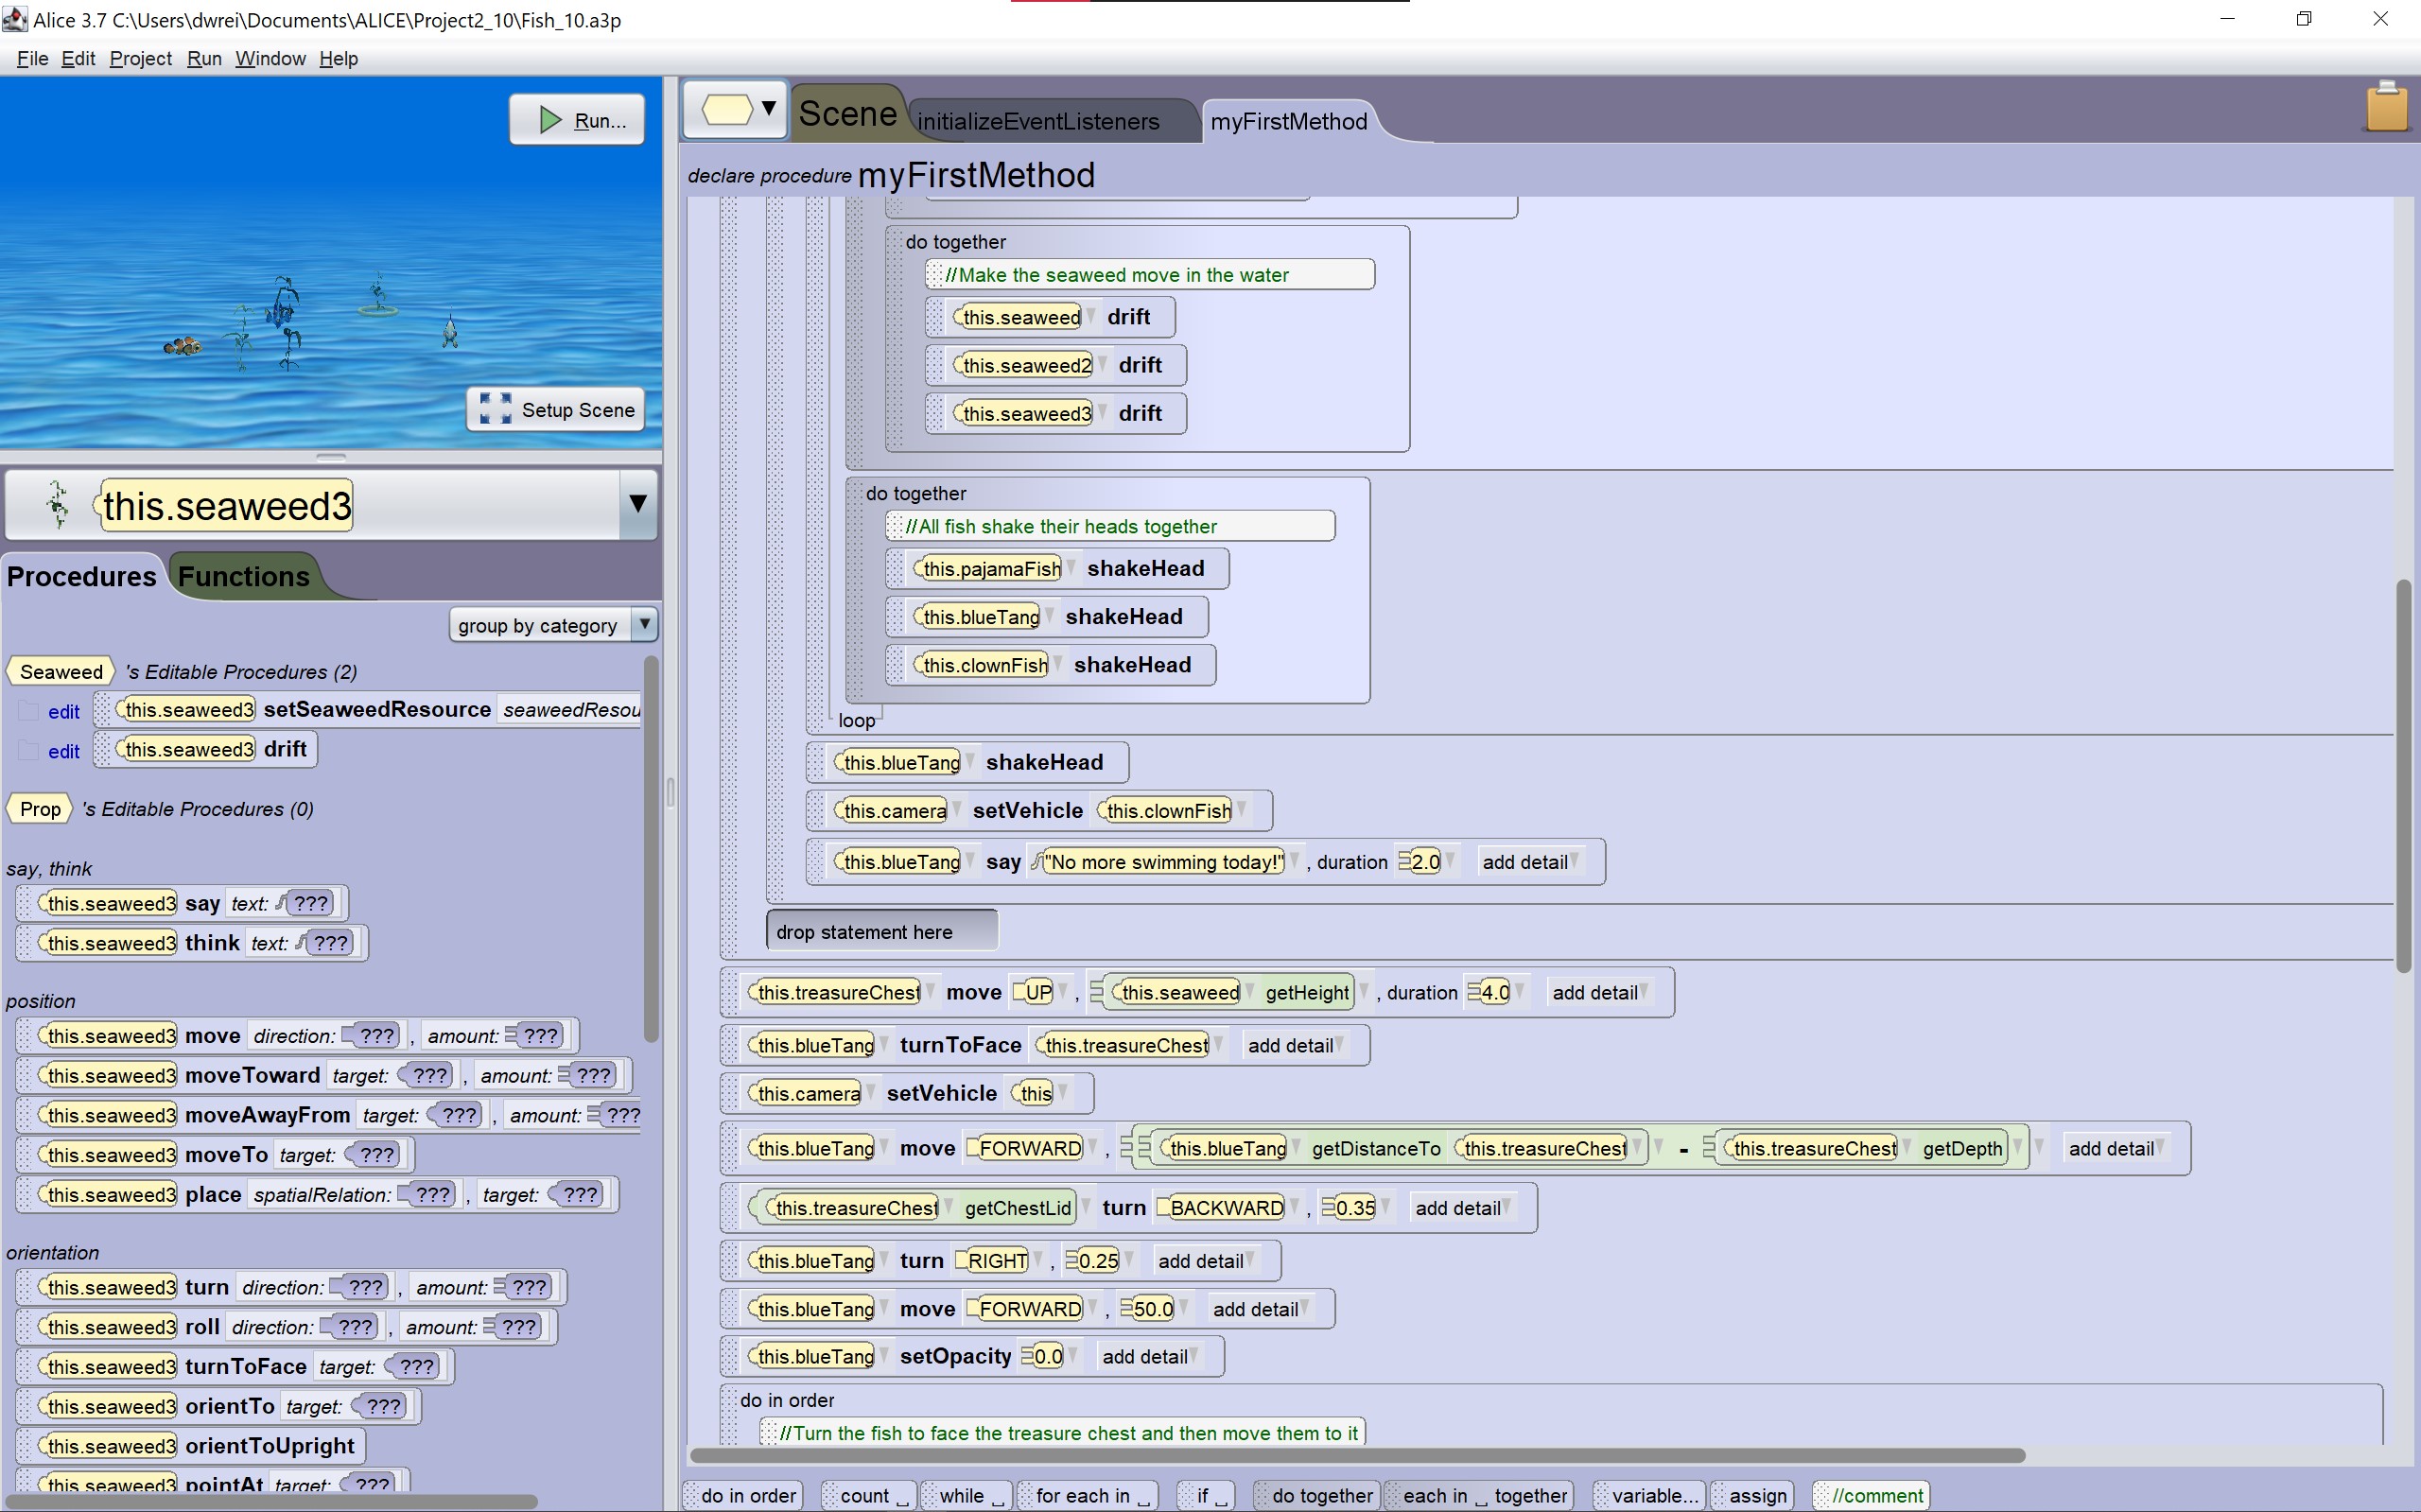 Alice 3.7 C:\Users\dwrei\Documents\ALICE\Project2_10\Fish_10.a3p
File Edit Project Run Window Help
Run...
Setup Scene
this.seaweed3
Procedures Functions
group by category
Seaweed 's Editable Procedures (2)
edit this.seaweed3 setSeaweedResource seaweedResou
edit this.seaweed3 drift
Prop 's Editable Procedures (0)
say, think
this.seaweed3 say text: ???
this.seaweed3 think text: ???
position
this.seaweed3 move direction: ??? , amount: ???
this.seaweed3 moveToward target: ??? , amount: ???
this.seaweed3 moveAwayFrom target: ??? , amount: ???
this.seaweed3 moveTo target: ???
this.seaweed3 place spatialRelation: ??? , target: ???
orientation
this.seaweed3 turn direction: ??? , amount: ???
this.seaweed3 roll direction: ??? , amount: ???
this.seaweed3 turnToFace target: ???
this.seaweed3 orientTo target: ???
this.seaweed3 orientToUpright
this.seaweed3 pointAt target: ???
Scene initializeEventListeners myFirstMethod
declare procedure myFirstMethod
do together
//Make the seaweed move in the water
this.seaweed drift
this.seaweed2 drift
this.seaweed3 drift
do together
//All fish shake their heads together
this.pajamaFish shakeHead
this.blueTang shakeHead
this.clownFish shakeHead
loop
this.blueTang shakeHead
this.camera setVehicle this.clownFish
this.blueTang say "No more swimming today!" , duration 2.0 add detail
drop statement here
this.treasureChest move UP , this.seaweed getHeight , duration 4.0 add detail
this.blueTang turnToFace this.treasureChest add detail
this.camera setVehicle this
this.blueTang move FORWARD , this.blueTang getDistanceTo this.treasureChest - this.treasureChest getDepth add detail
this.treasureChest getChestLid turn BACKWARD , 0.35 add detail
this.blueTang turn RIGHT , 0.25 add detail
this.blueTang move FORWARD , 50.0 add detail
this.blueTang setOpacity 0.0 add detail
do in order
//Turn the fish to face the treasure chest and then move them to it
do in order count ⎵ while ⎵ for each in ⎵ if ⎵ do together each in ⎵ together variable... assign //comment